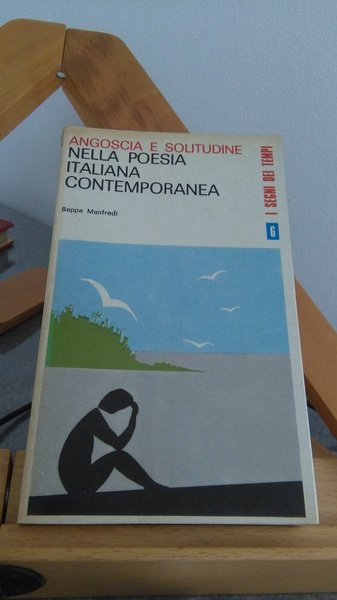 ANGOSCIA E SOLITUDINE
NELLA POESIA
ITALIANA
CONTEMPORANEA
Beppe Manfredi
I SEGNI DEI TEMPI
6